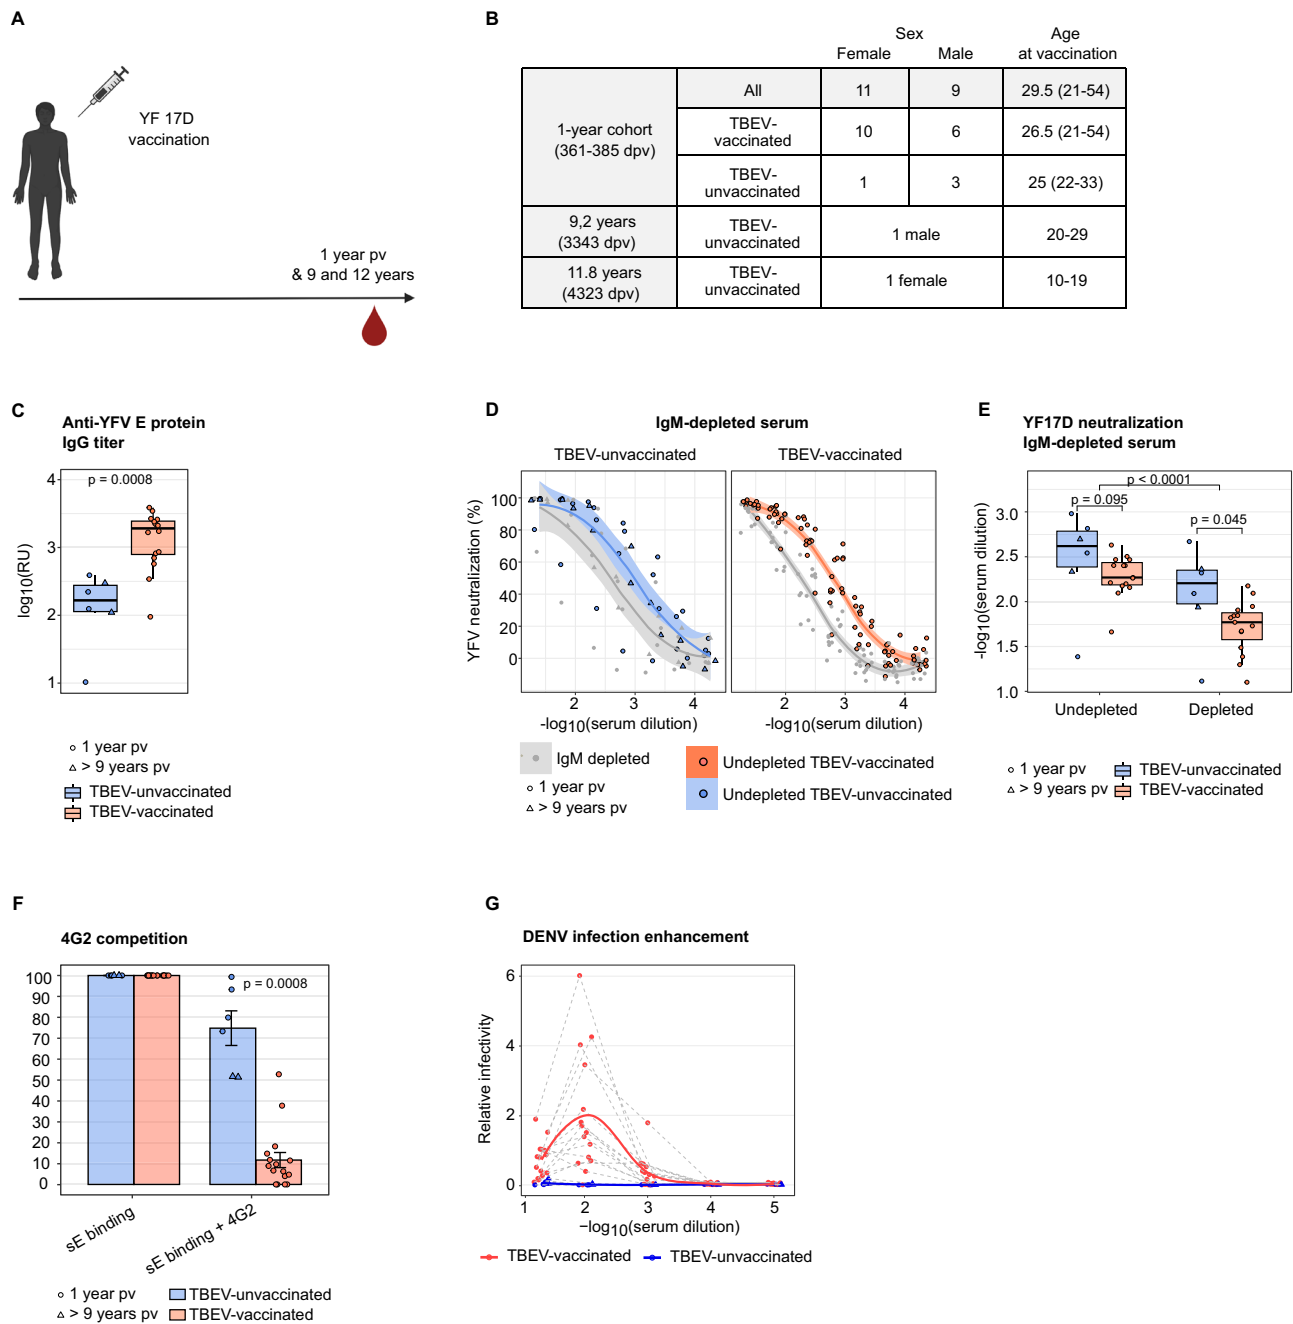 A
YF 17D
vaccination
1 year pv
& 9 and 12 years
B
Sex
Age
Female
Male
at vaccination
1-year cohort
(361-385 dpv)
All
11
9
29.5 (21-54)
TBEV-
vaccinated
10
6
26.5 (21-54)
TBEV-
unvaccinated
1
3
25 (22-33)
9,2 years
(3343 dpv)
TBEV-
unvaccinated
1 male
20-29
11.8 years
(4323 dpv)
TBEV-
unvaccinated
1 female
10-19
C
Anti-YFV E protein
IgG titer
p = 0.0008
log10(RU)
4
3
2
1
1 year pv
> 9 years pv
TBEV-unvaccinated
TBEV-vaccinated
D
IgM-depleted serum
TBEV-unvaccinated
TBEV-vaccinated
YFV neutralization (%)
100
80
60
40
20
0
2
3
4
2
3
4
-log10(serum dilution)
-log10(serum dilution)
IgM depleted
1 year pv
> 9 years pv
Undepleted TBEV-vaccinated
Undepleted TBEV-unvaccinated
E
YF17D neutralization
IgM-depleted serum
p < 0.0001
p = 0.095
p = 0.045
-log10(serum dilution)
3.0
2.5
2.0
1.5
1.0
Undepleted
Depleted
1 year pv
> 9 years pv
TBEV-unvaccinated
TBEV-vaccinated
F
4G2 competition
p = 0.0008
100
90
80
70
60
50
40
30
20
10
0
sE binding
sE binding + 4G2
1 year pv
> 9 years pv
TBEV-unvaccinated
TBEV-vaccinated
G
DENV infection enhancement
Relative infectivity
6
4
2
0
1
2
3
4
5
−log10(serum dilution)
TBEV-vaccinated
TBEV-unvaccinated